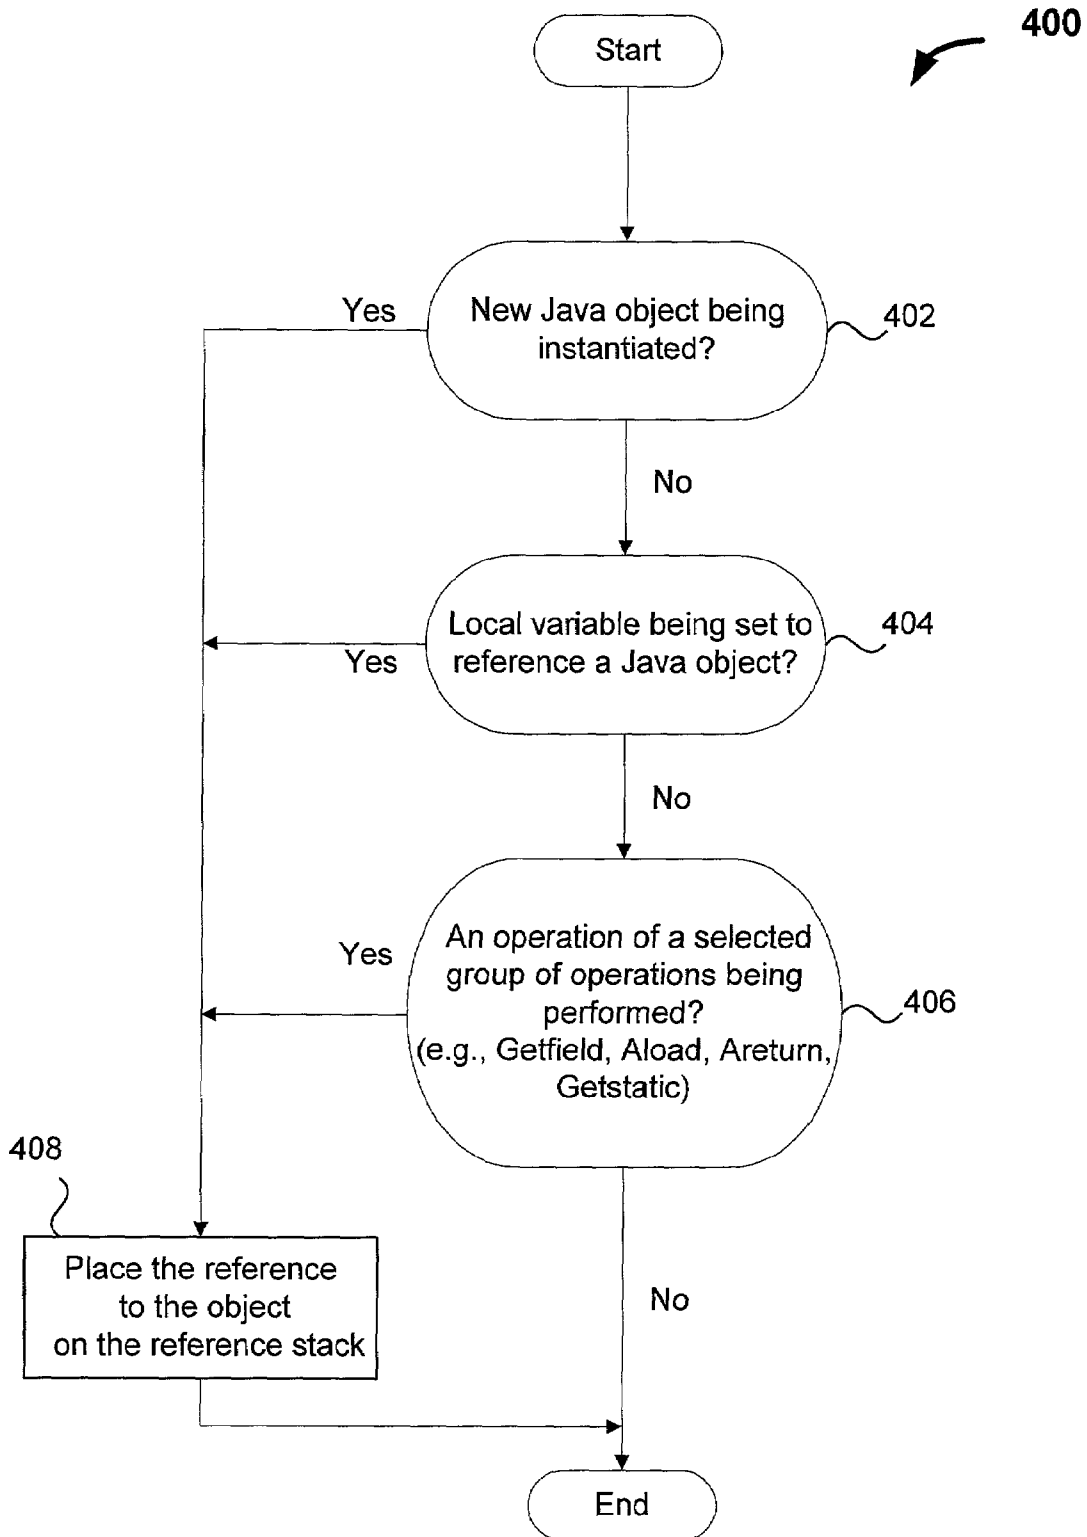 400
Start
New Java object being
instantiated?
Yes
402
No
Local variable being set to
reference a Java object?
404
Yes
No
An operation of a selected
group of operations being
performed?
(e.g., Getfield, Aload, Areturn,
Getstatic)
Yes
406
408
Place the reference
to the object
on the reference stack
No
End